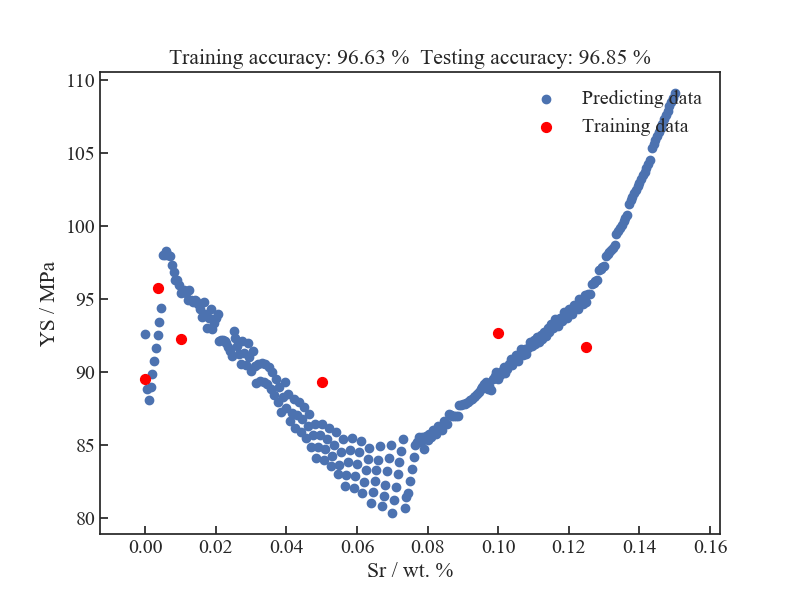 Training accuracy: 96.63 %  Testing accuracy: 96.85 %
110
105
100
95
90
85
80
YS / MPa
Predicting data
Training data
0.00 0.02 0.04 0.06 0.08 0.10 0.12 0.14 0.16
Sr / wt. %